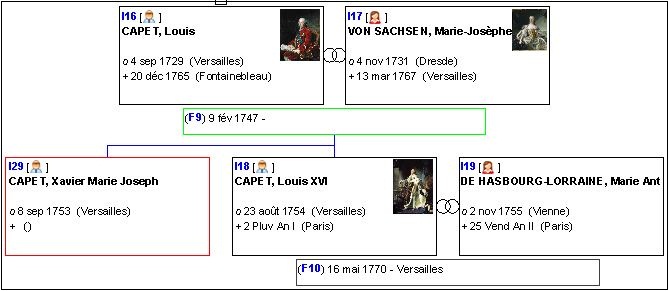 I16 [ ]
CAPET, Louis
o 4 sep 1729 (Versailles)
+ 20 déc 1765 (Fontainebleau)
I17 [ ]
VON SACHSEN, Marie-Josèphe
o 4 nov 1731 (Dresde)
+ 13 mar 1767 (Versailles)
(F9) 9 fév 1747 -
I29 [ ]
CAPET, Xavier Marie Joseph
o 8 sep 1753 (Versailles)
+ ()
I18 [ ]
CAPET, Louis XVI
o 23 août 1754 (Versailles)
+ 2 Pluv An I (Paris)
I19 [ ]
DE HASBOURG-LORRAINE, Marie Ant
o 2 nov 1755 (Vienne)
+ 25 Vend An II (Paris)
(F10) 16 mai 1770 - Versailles